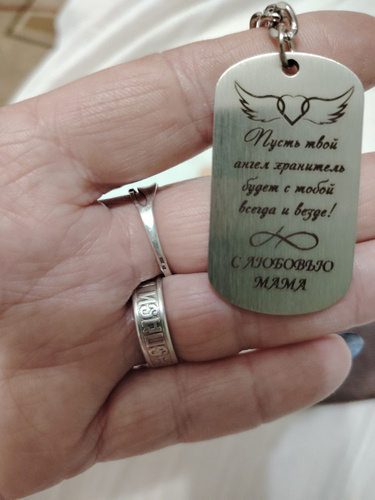 Пусть твой
ангел хранитель
будет с тобой
всегда и везде!
С ЛЮБОВЬЮ
МАМА